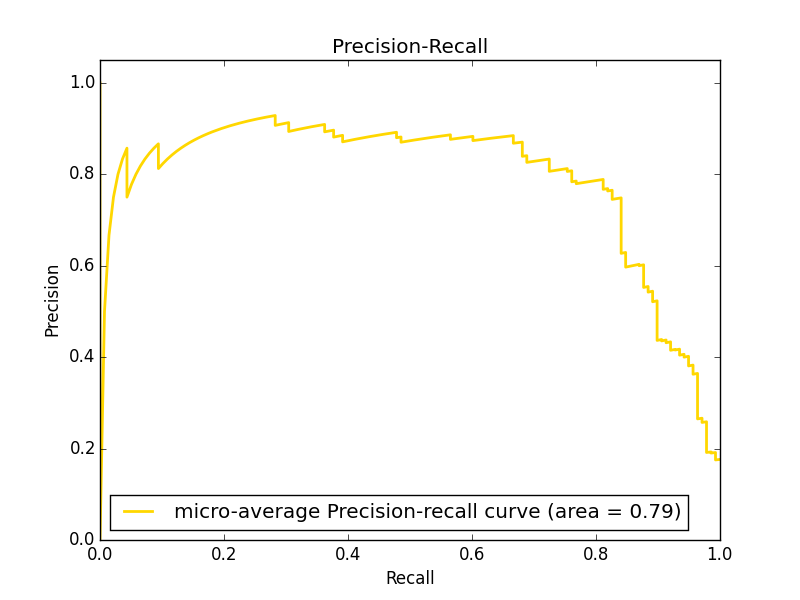 Precision-Recall
1.0
0.8
0.6
0.4
0.2
0.0
Precision
micro-average Precision-recall curve (area = 0.79)
0.0 0.2 0.4 0.6 0.8 1.0
Recall